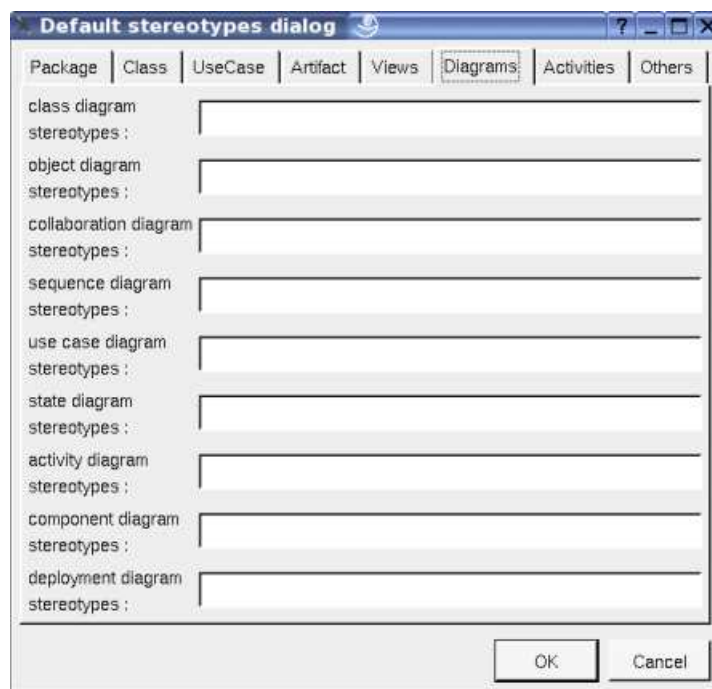 Default stereotypes dialog
Package Class UseCase Artifact Views Diagrams Activities Others
class diagram
stereotypes :
object diagram
stereotypes :
collaboration diagram
stereotypes :
sequence diagram
stereotypes :
use case diagram
stereotypes :
state diagram
stereotypes :
activity diagram
stereotypes :
component diagram
stereotypes :
deployment diagram
stereotypes :
OK Cancel